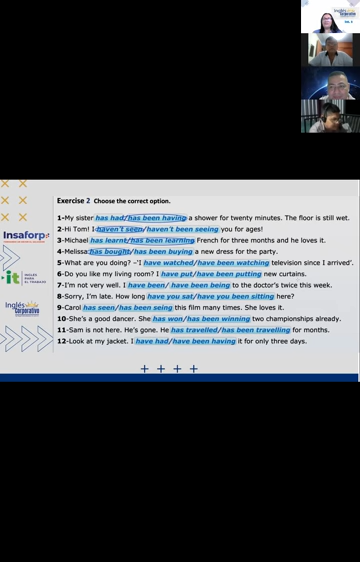 Inglés
Corporativo
Exercise 2 Choose the correct option.
1-My sister has had/has been having a shower for twenty minutes. The floor is still wet.
2-Hi Tom! I haven't seen/haven't been seeing you for ages!
3-Michael has learnt/has been learning French for three months and he loves it.
4-Melissa has bought/has been buying a new dress for the party.
5-What are you doing? –'I have watched/have been watching television since I arrived'.
6-Do you like my living room? I have put/have been putting new curtains.
7-I'm not very well. I have been/ have been being to the doctor's twice this week.
8-Sorry, I'm late. How long have you sat/have you been sitting here?
9-Carol has seen/has been seing this film many times. She loves it.
10-She's a good dancer. She has won/has been winning two championships already.
11-Sam is not here. He's gone. He has travelled/has been travelling for months.
12-Look at my jacket. I have had/have been having it for only three days.
Insaforp
it
INGLÉS
PARA
EL TRABAJO
Inglés
Corporativo